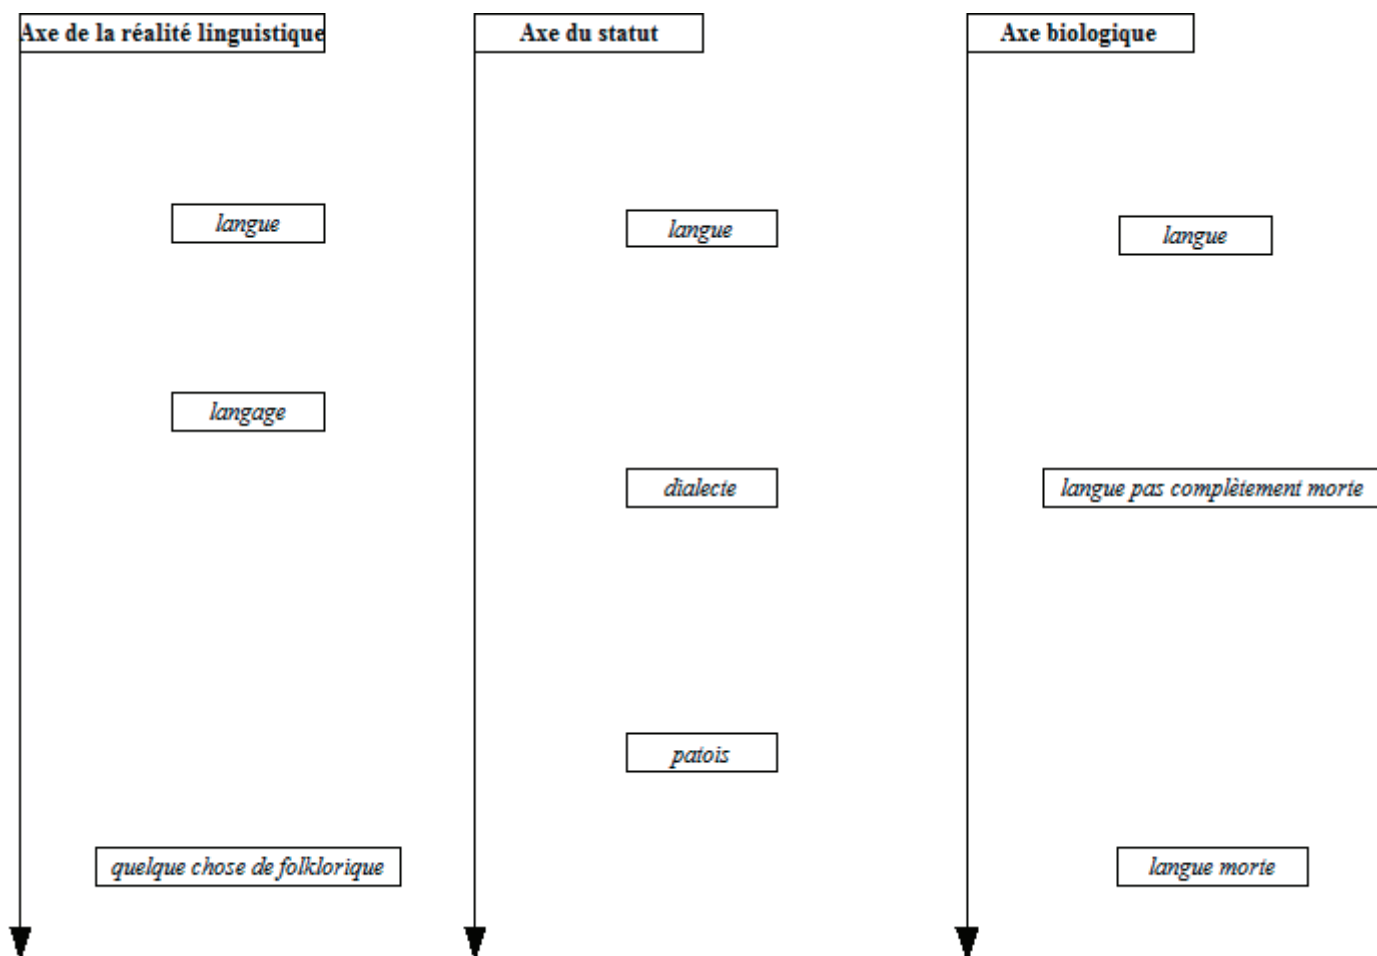 Axe de la réalité linguistique
Axe du statut
Axe biologique
langue
langue
langue
langage
dialecte
langue pas complètement morte
patois
quelque chose de folklorique
langue morte